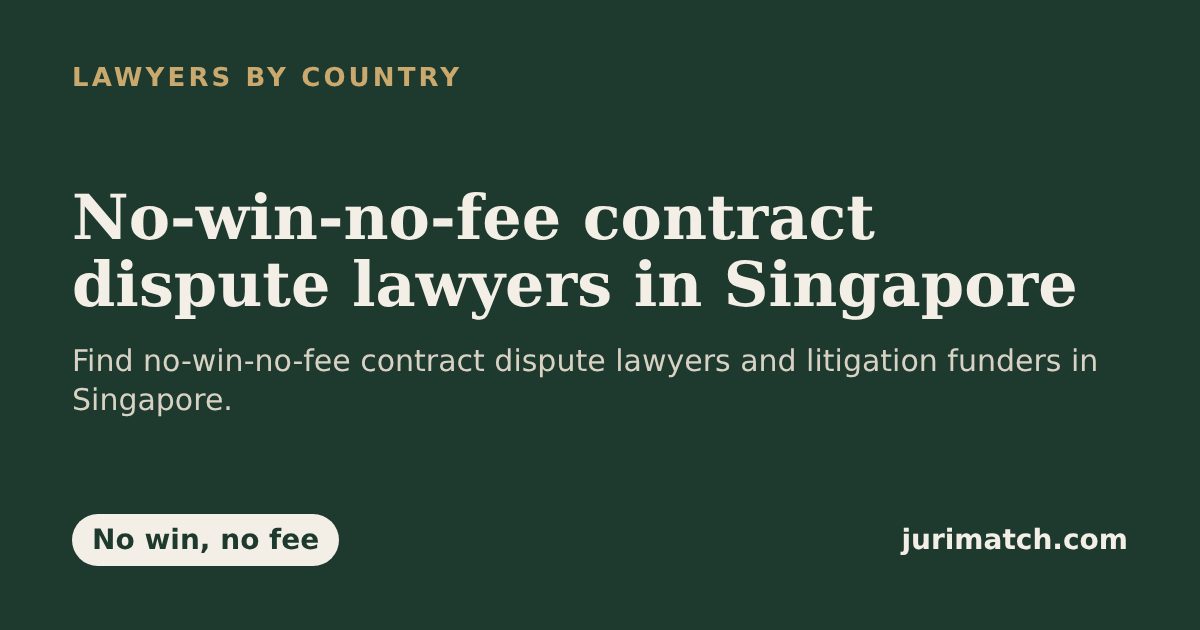 LAWYERS BY COUNTRY
No-win-no-fee contract
dispute lawyers in Singapore
Find no-win-no-fee contract dispute lawyers and litigation funders in
Singapore.
No win, no fee
jurimatch.com